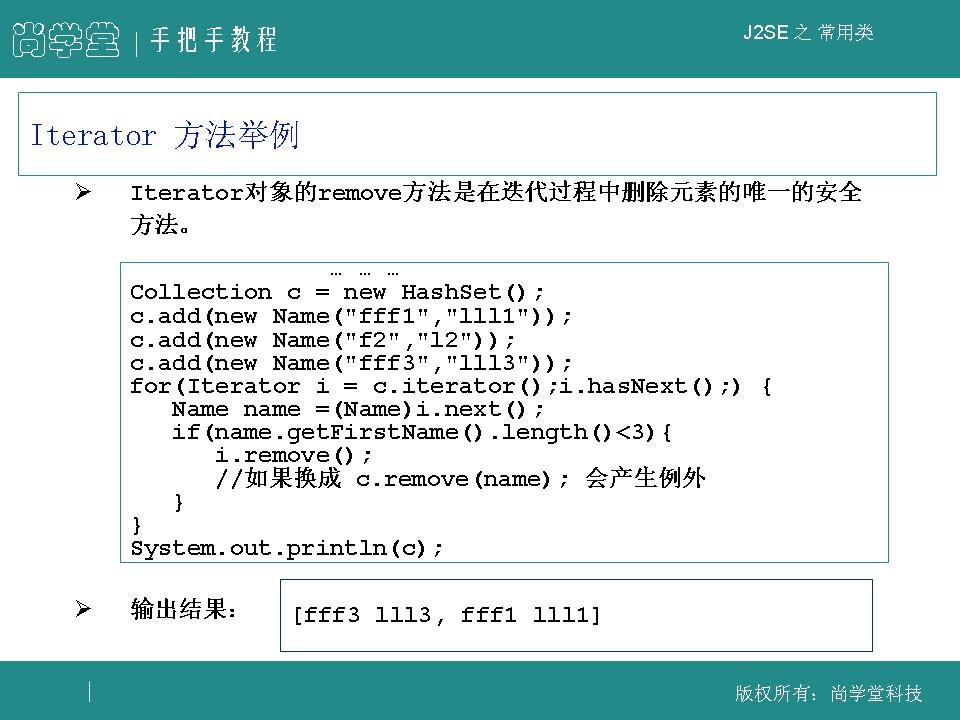 尚学堂 | 手把手教程
J2SE 之 常用类
Iterator 方法举例
Iterator对象的remove方法是在迭代过程中删除元素的唯一的安全
方法。
… … …
Collection c = new HashSet();
c.add(new Name("fff1","lll1"));
c.add(new Name("f2","l2"));
c.add(new Name("fff3","lll3"));
for(Iterator i = c.iterator();i.hasNext();) {
   Name name =(Name)i.next();
   if(name.getFirstName().length()<3){
      i.remove();
      //如果换成 c.remove(name); 会产生例外
   }
}
System.out.println(c);
输出结果：
[fff3 lll3, fff1 lll1]
版权所有：尚学堂科技